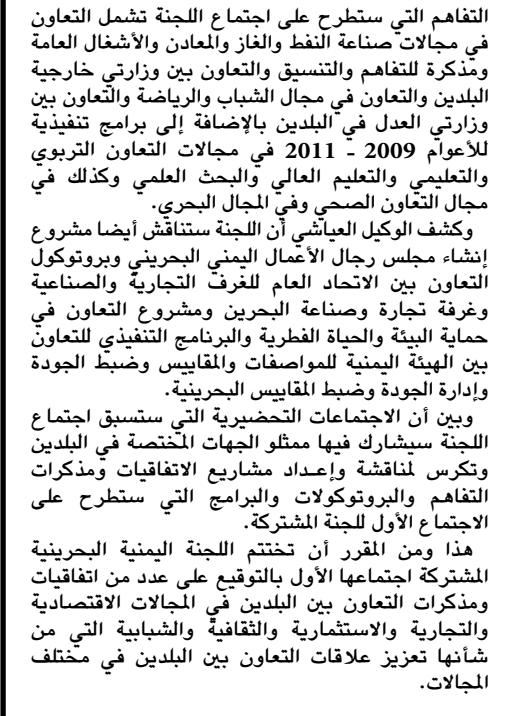 التفاهم التي ستطرح على اجتماع اللجنة تشمل التعاون
في مجالات صناعة النفط والغاز والمعادن والأشغال العامة
ومذكرة للتفاهم والتنسيق والتعاون بين وزارتي خارجية
البلدين والتعاون في مجال الشباب والرياضة والتعاون بين
وزارتي العدل في البلدين بالإضافة إلى برامج تنفيذية
للأعوام 2009 ـ 2011 في مجالات التعاون التربوي
والتعليمي والتعليم العالي والبحث العلمي وكذلك في
مجال التعاون الصحي وفي المجال البحري.
وكشف الوكيل العياشي أن اللجنة ستناقش أيضا مشروع
إنشاء مجلس رجال الأعمال اليمني البحريني وبروتوكول
التعاون بين الاتحاد العام للغرف التجارية والصناعية
وغرفة تجارة وصناعة البحرين ومشروع التعاون في
حماية البيئة والحياة الفطرية والبرنامج التنفيذي للتعاون
بين الهيئة اليمنية للمواصفات والمقاييس وضبط الجودة
وإدارة الجودة وضبط المقاييس البحرينية.
وبين أن الاجتماعات التحضيرية التي ستسبق اجتماع
اللجنة سيشارك فيها ممثلو الجهات المختصة في البلدين
وتكرس لمناقشة وإعـداد مشاريع الاتفاقيات ومذكرات
التفاهم والبروتوكولات والبرامج التي ستطرح على
الاجتماع الأول للجنة المشتركة.
هذا ومن المقرر أن تختتم اللجنة اليمنية البحرينية
المشتركة اجتماعها الأول بالتوقيع على عدد من اتفاقيات
ومذكرات التعاون بين البلدين في المجالات الاقتصادية
والتجارية والاستثمارية والثقافية والشبابية التي من
شأنها تعزيز علاقات التعاون بين البلدين في مختلف
المجالات.